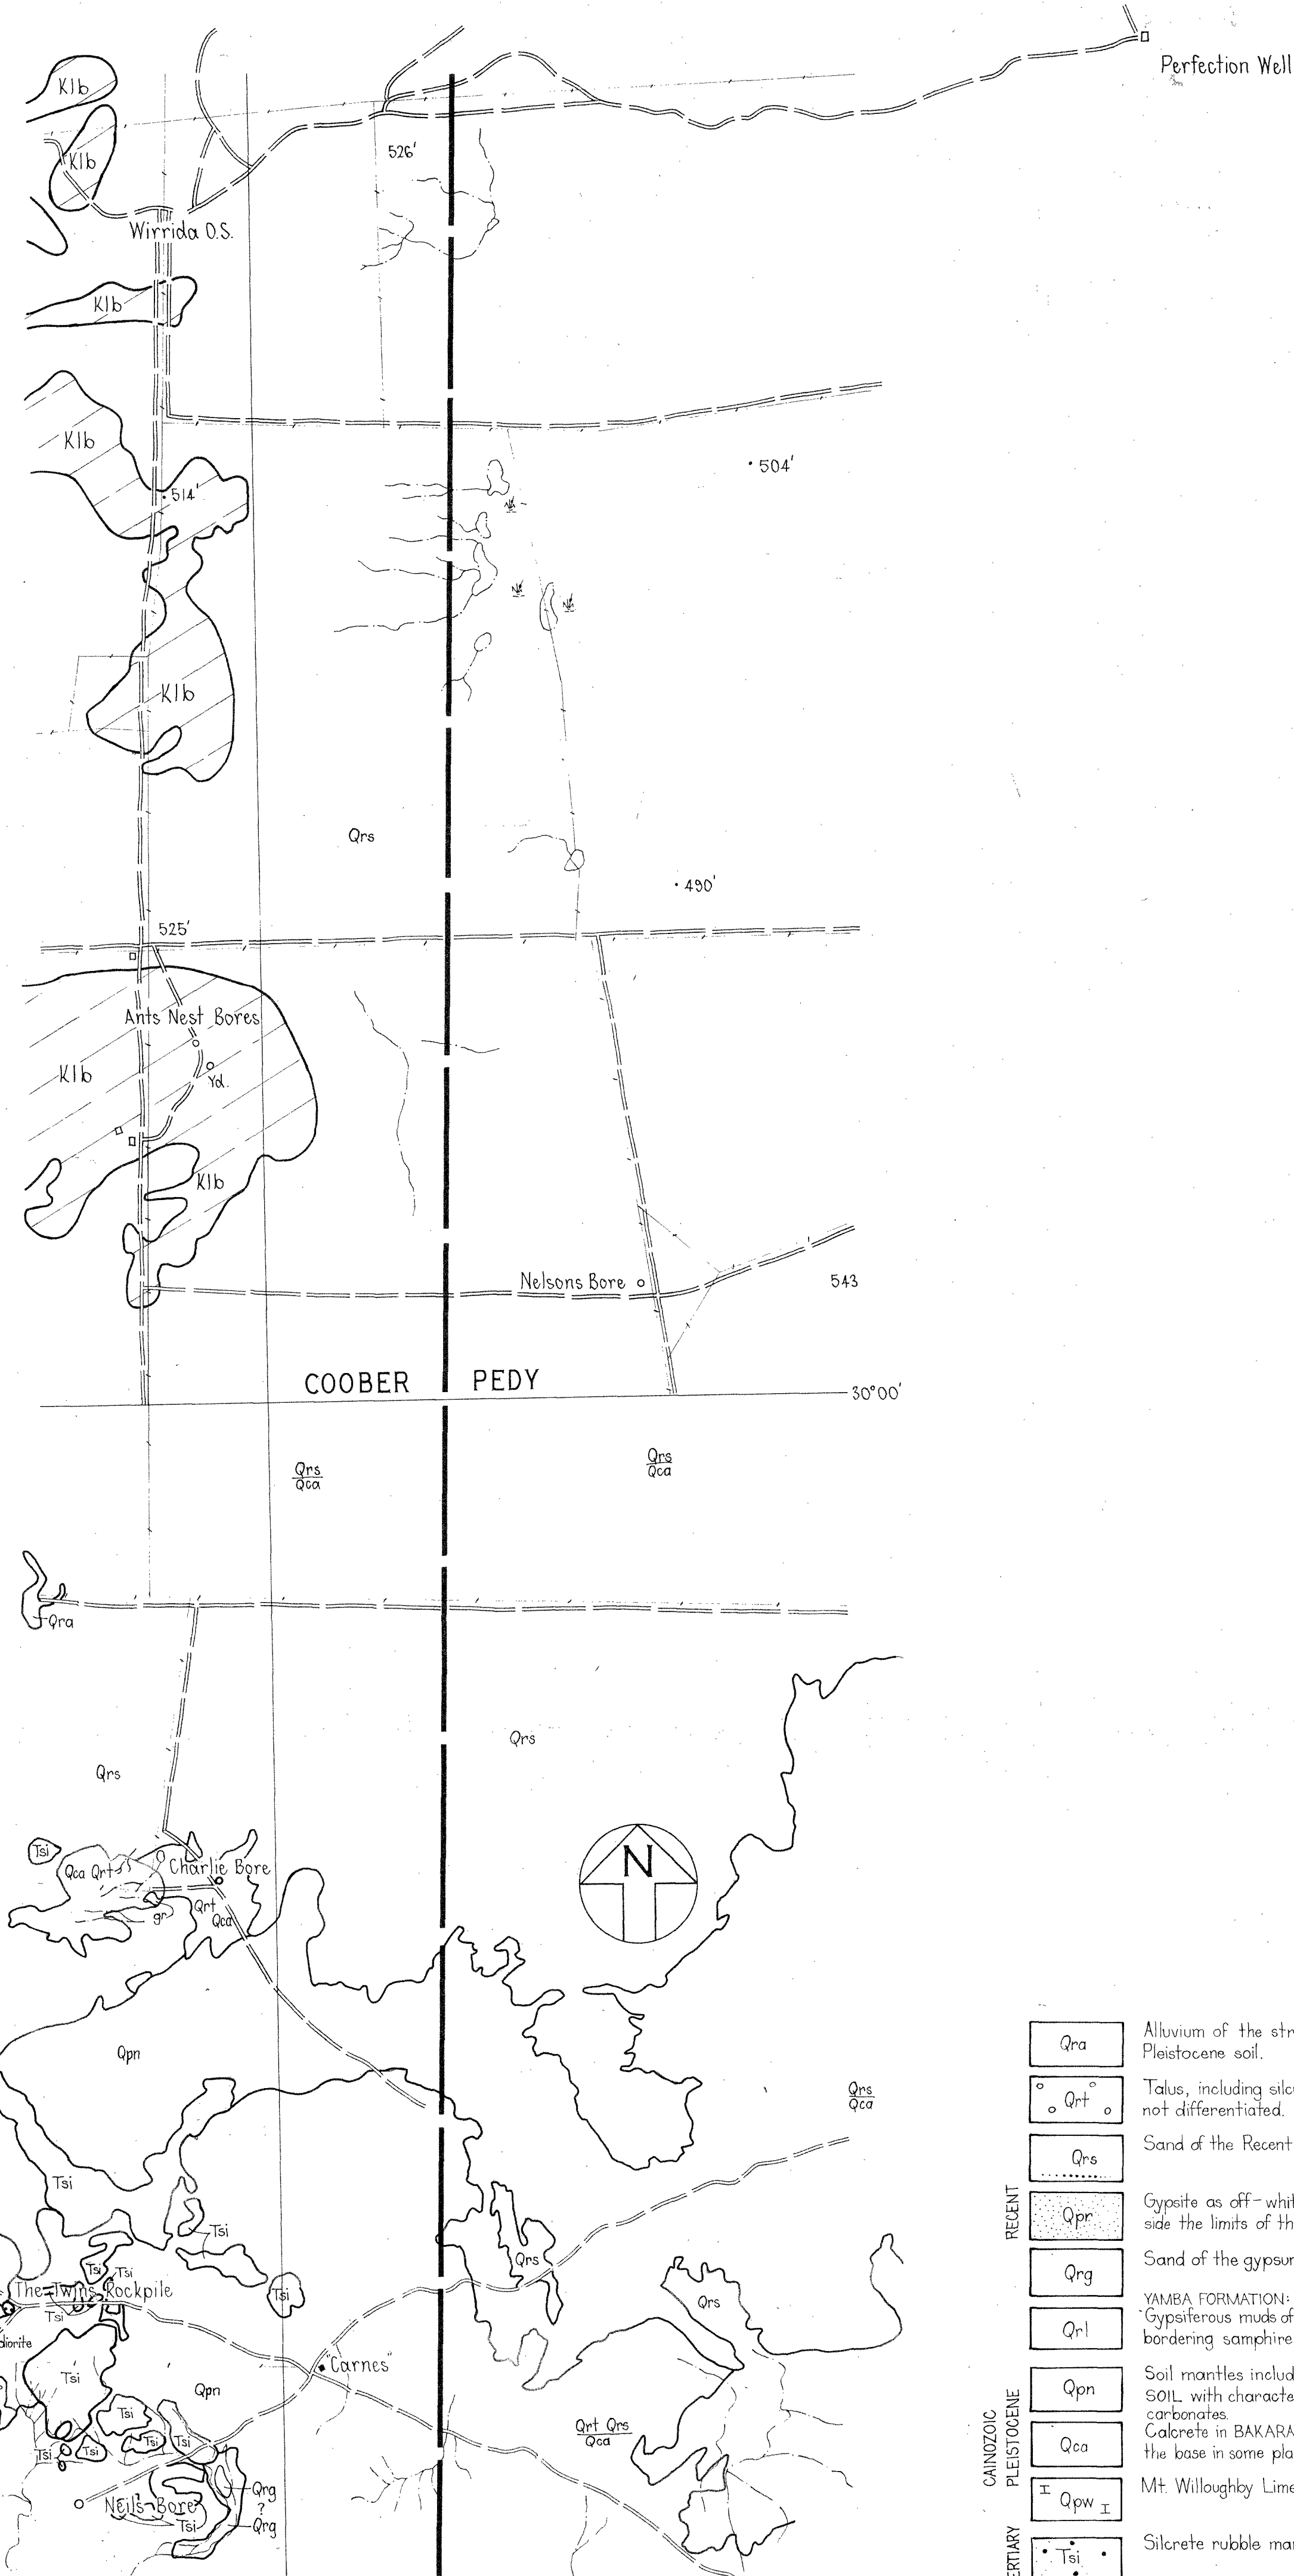 Perfection Well
Klb
Klb
526'
Wirrida O.S.
Klb
Klb
504'
514'
Klb
Qrs
490'
525'
Ants Nest Bores
Klb
Yd.
Klb
Nelsons Bore
543
COOBER PEDY
30°00'
Qrs
Qca
Qrs
Qca
Qra
Qrs
Qrs
Tsi
Qca Qrt
Charlie Bore
gr
Qrt
Qca
N
Qpn
Qrs
Qca
Tsi
Tsi
Qrs
Tsi
Tsi
The Twins Rockpile
Tsi
Tsi
Qrs
diorite
"Carnes"
Tsi
Qpn
Tsi
Tsi
Tsi
Tsi
Tsi
Qrt Qrs
Qca
Qrg
?
Qrg
Neils Bore
Tsi
RECENT
CAINOZOIC
PLEISTOCENE
ERTIARY
Qra
Alluvium of the str
Pleistocene soil.
Qrt
Talus, including silc
not differentiated.
Qrs
Sand of the Recent
Qpr
Gypsite as off-whit
side the limits of th
Qrg
Sand of the gypsur
YAMBA FORMATION:
Qrl
Gypsiferous muds of
bordering samphire
Qpn
Soil mantles includ
SOIL with characte
carbonates.
Qca
Calcrete in BAKARA
the base in some pla
Qpw
Mt. Willoughby Lime
Tsi
Silcrete rubble mar